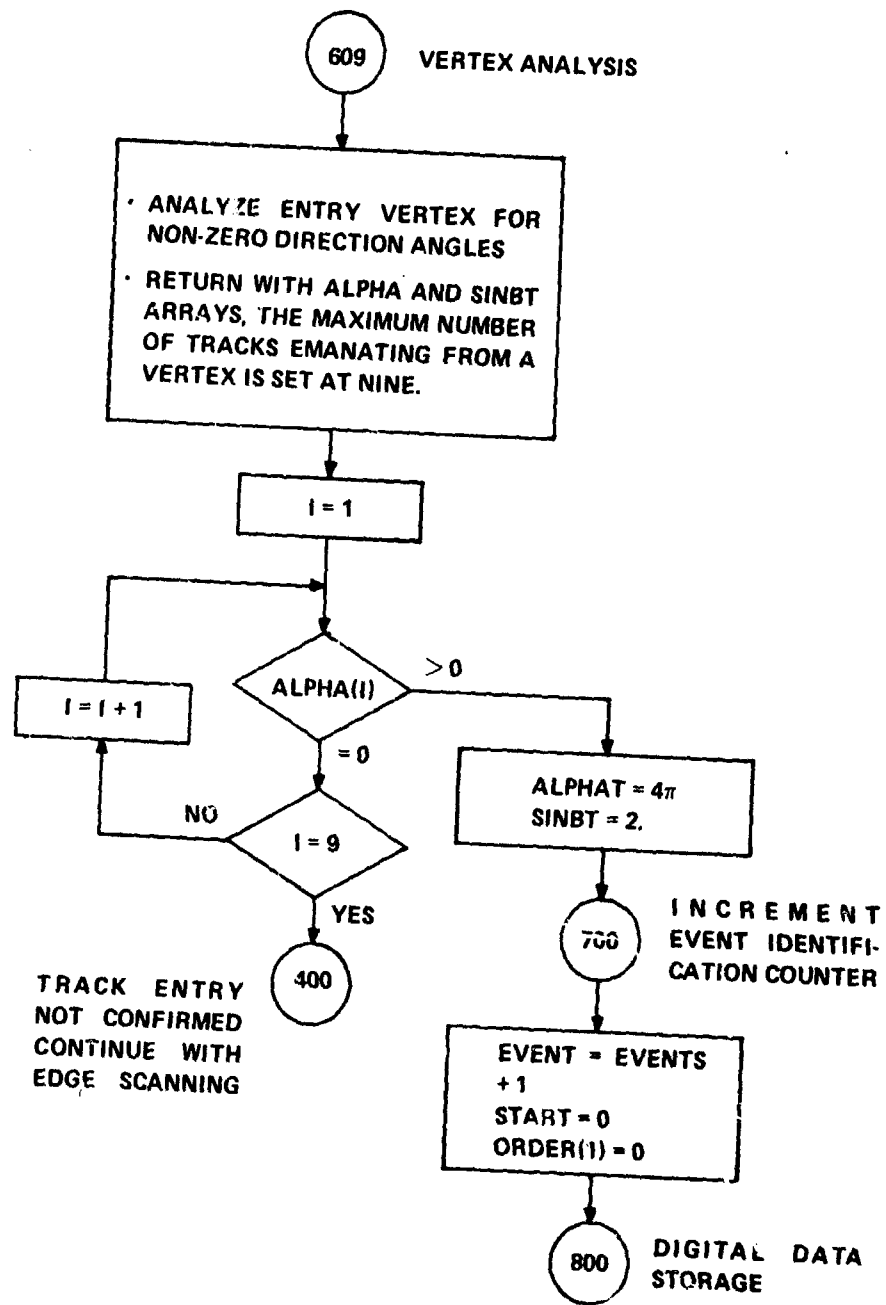 609
VERTEX ANALYSIS
· ANALYZE ENTRY VERTEX FOR
NON-ZERO DIRECTION ANGLES
· RETURN WITH ALPHA AND SINBT
ARRAYS, THE MAXIMUM NUMBER
OF TRACKS EMANATING FROM A
VERTEX IS SET AT NINE.
I = 1
ALPHA(I)
>0
I = I + 1
= 0
ALPHAT = 4π
SINBT = 2.
NO
I = 9
YES
400
TRACK ENTRY
NOT CONFIRMED
CONTINUE WITH
EDGE SCANNING
700
INCREMENT
EVENT IDENTIFI-
CATION COUNTER
EVENT = EVENTS
+ 1
START = 0
ORDER(1) = 0
800
DIGITAL DATA
STORAGE